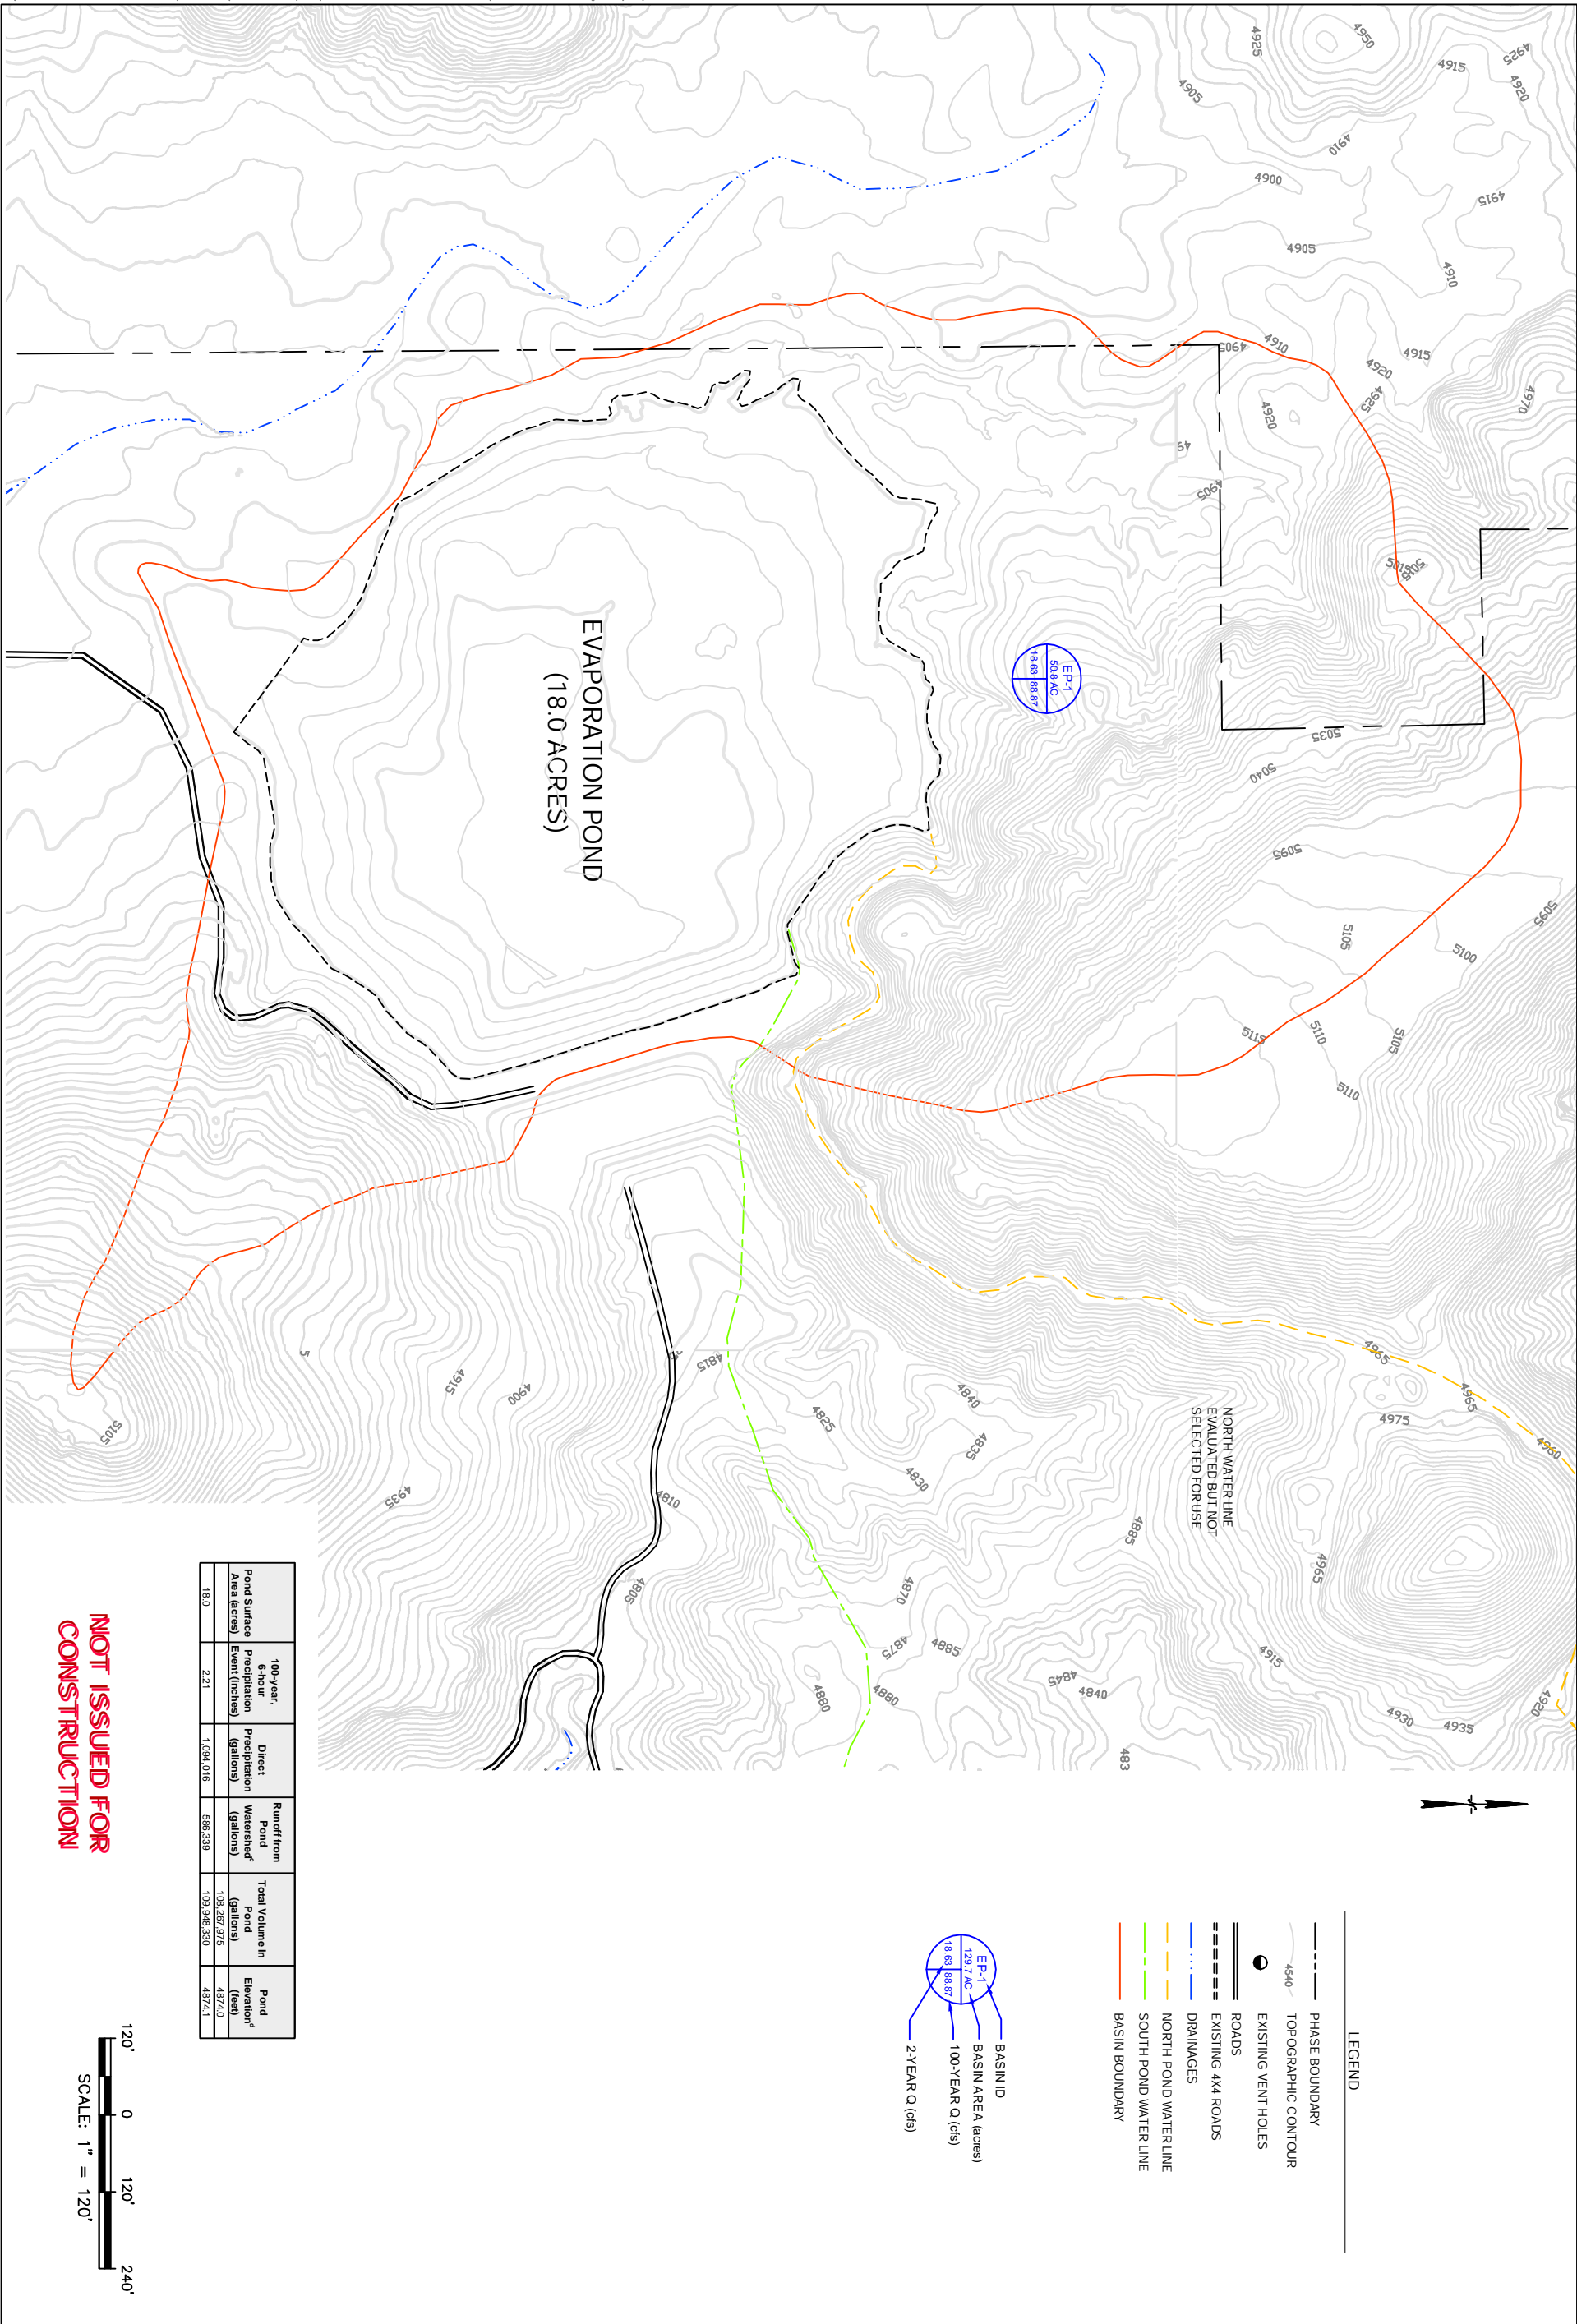 EVAPORATION POND
(18.0 ACRES)
EP-1
50.8 AC
18.63
88.87
NORTH WATER LINE
EVALUATED BUT NOT
SELECTED FOR USE
4925
4950
4925
4915
4920
4905
4910
4900
4915
4905
4910
4905
4910
4915
4920
4925
4920
4970
49
4905
5015
5015
5035
5040
5095
5095
5105
5100
5115
5110
5105
5110
4965
4965
4975
4960
4815
4840
4825
4835
4830
4915
4900
5105
4935
4810
4885
4965
4805
4870
4875
4885
4880
4880
4845
4840
4915
4920
4930
4935
483
LEGEND
PHASE BOUNDARY
4540
TOPOGRAPHIC CONTOUR
EXISTING VENT HOLES
ROADS
EXISTING 4X4 ROADS
DRAINAGES
NORTH POND WATER LINE
SOUTH POND WATER LINE
BASIN BOUNDARY
EP-1
129.7 AC
18.63
88.87
BASIN ID
BASIN AREA (acres)
100-YEAR Q (cfs)
2-YEAR Q (cfs)
Pond Surface
Area (acres)
100-year,
6-hour
Precipitation
Event (inches)
Direct
Precipitation
(gallons)
Runoff from
Pond
Watershed c
(gallons)
Total Volume In
Pond
(gallons)
Pond
Elevation d
(feet)
108,267,975
4874.0
18.0
2.21
1,094,016
586,339
109,948,330
4874.1
NOT ISSUED FOR
CONSTRUCTION
120'
0
120'
240'
SCALE: 1" = 120'